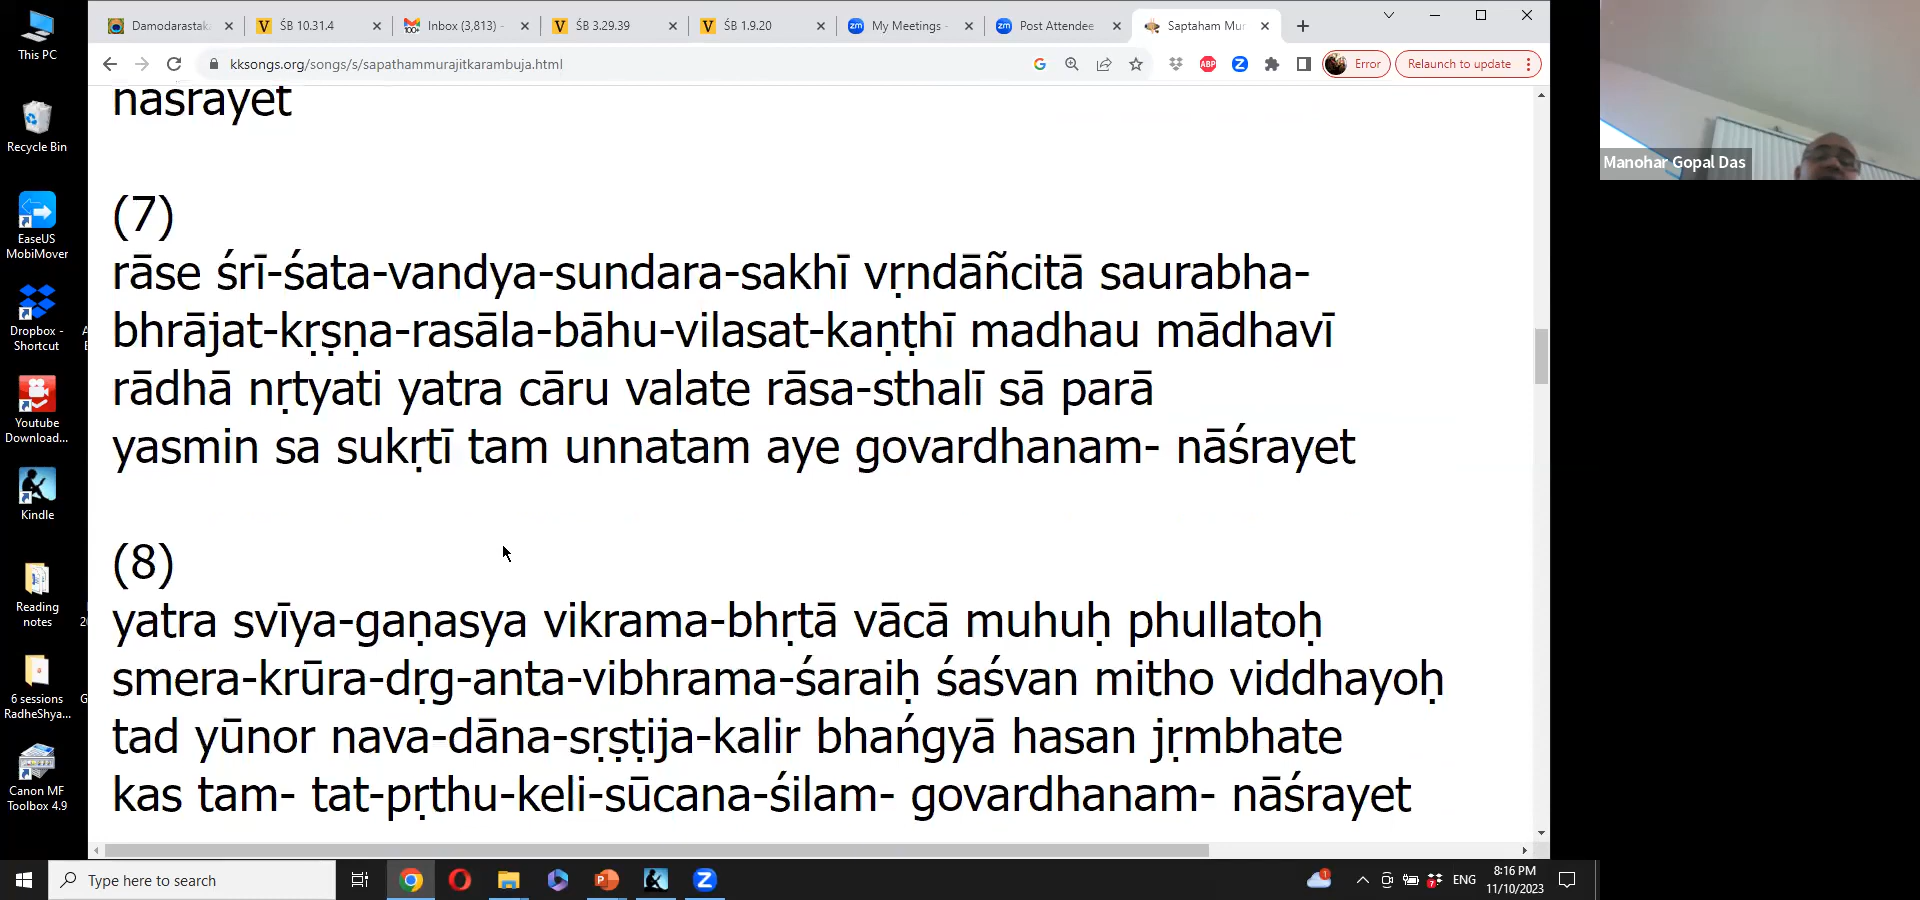 This PC
Recycle Bin
EaseUS
MobiMover
Dropbox -
Shortcut
Youtube
Download...
Kindle
Reading
notes
6 sessions
RadheShya...
Canon MF
Toolbox 4.9
Damodarastak
ŚB 10.31.4
Inbox (3,813) -
ŚB 3.29.39
ŚB 1.9.20
My Meetings -
Post Attendee
Saptaham Mur
kksongs.org/songs/s/sapathammurajitkarambuja.html
Error
Relaunch to update
nāśrayet
(7)
rāse śrī-śata-vandya-sundara-sakhī vṛndāñcitā saurabha-
bhrājat-kṛṣṇa-rasāla-bāhu-vilasat-kaṇṭhī madhau mādhavī
rādhā nṛtyati yatra cāru valate rāsa-sthalī sā parā
yasmin sa sukṛtī tam unnatam aye govardhanam- nāśrayet
(8)
yatra svīya-gaṇasya vikrama-bhṛtā vācā muhuḥ phullatoḥ
smera-krūra-dṛg-anta-vibhrama-śaraiḥ śaśvan mitho viddhayoḥ
tad yūnor nava-dāna-sṛṣṭija-kalir bhańgyā hasan jṛmbhate
kas tam- tat-pṛthu-keli-sūcana-śilam- govardhanam- nāśrayet
Manohar Gopal Das
Type here to search
ENG
8:16 PM
11/10/2023